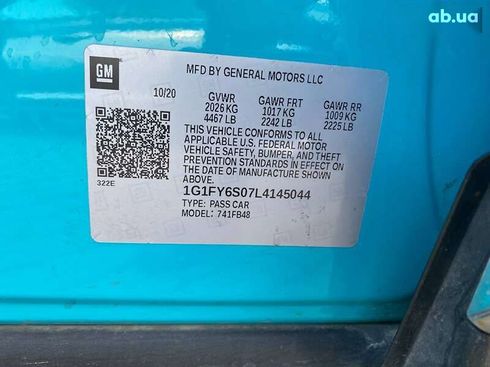 ab.ua
GM
MFD BY GENERAL MOTORS LLC
10/20 GVWR GAWR FRT GAWR RR
2026 KG 1017 KG 1009 KG
4467 LB 2242 LB 2225 LB
THIS VEHICLE CONFORMS TO ALL
APPLICABLE U.S. FEDERAL MOTOR
VEHICLE SAFETY, BUMPER, AND THEFT
PREVENTION STANDARDS IN EFFECT ON
THE DATE OF MANUFACTURE SHOWN
ABOVE.
322E
1G1FY6S07L4145044
TYPE: PASS CAR
MODEL: 741FB48